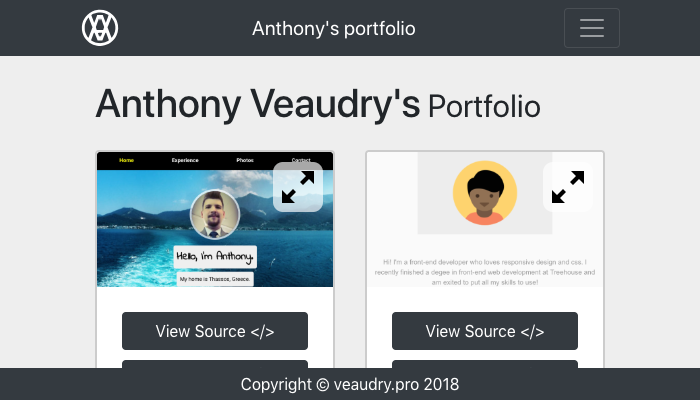 Anthony's portfolio
Anthony Veaudry's Portfolio
Home Experience Photos Contact
Hello, I'm Anthony.
My home is Thassos, Greece.
Hi! I'm a front-end developer who loves responsive design and css. I
recently finished a degee in front-end web development at Treehouse and
am exited to put all my skills to use!
View Source </>
View Source </>
Copyright © veaudry.pro 2018